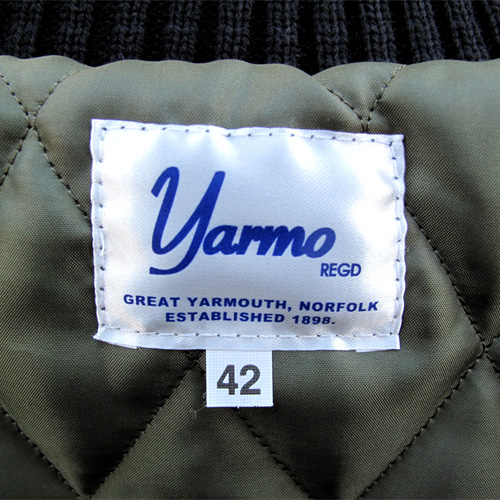 Yarmo
REGD
GREAT YARMOUTH, NORFOLK
ESTABLISHED 1898.
42